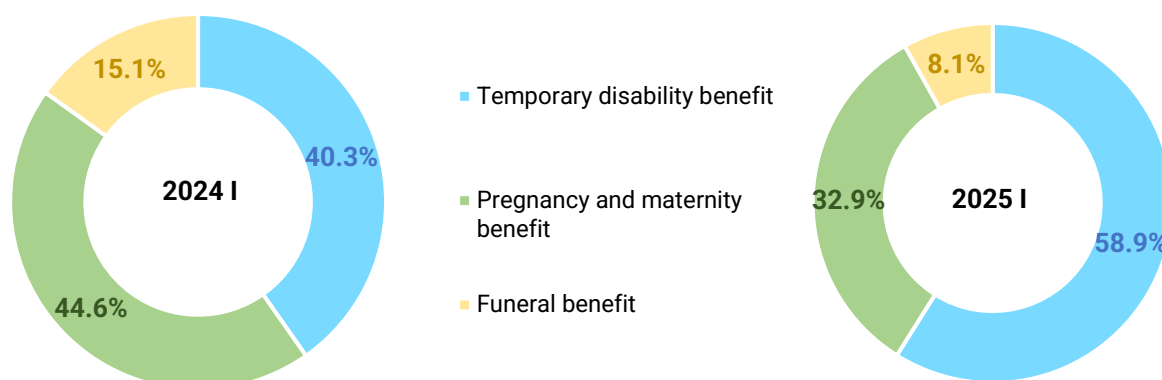 15.1%
40.3%
2024 I
44.6%
Temporary disability benefit
Pregnancy and maternity
benefit
Funeral benefit
8.1%
32.9%
2025 I
58.9%